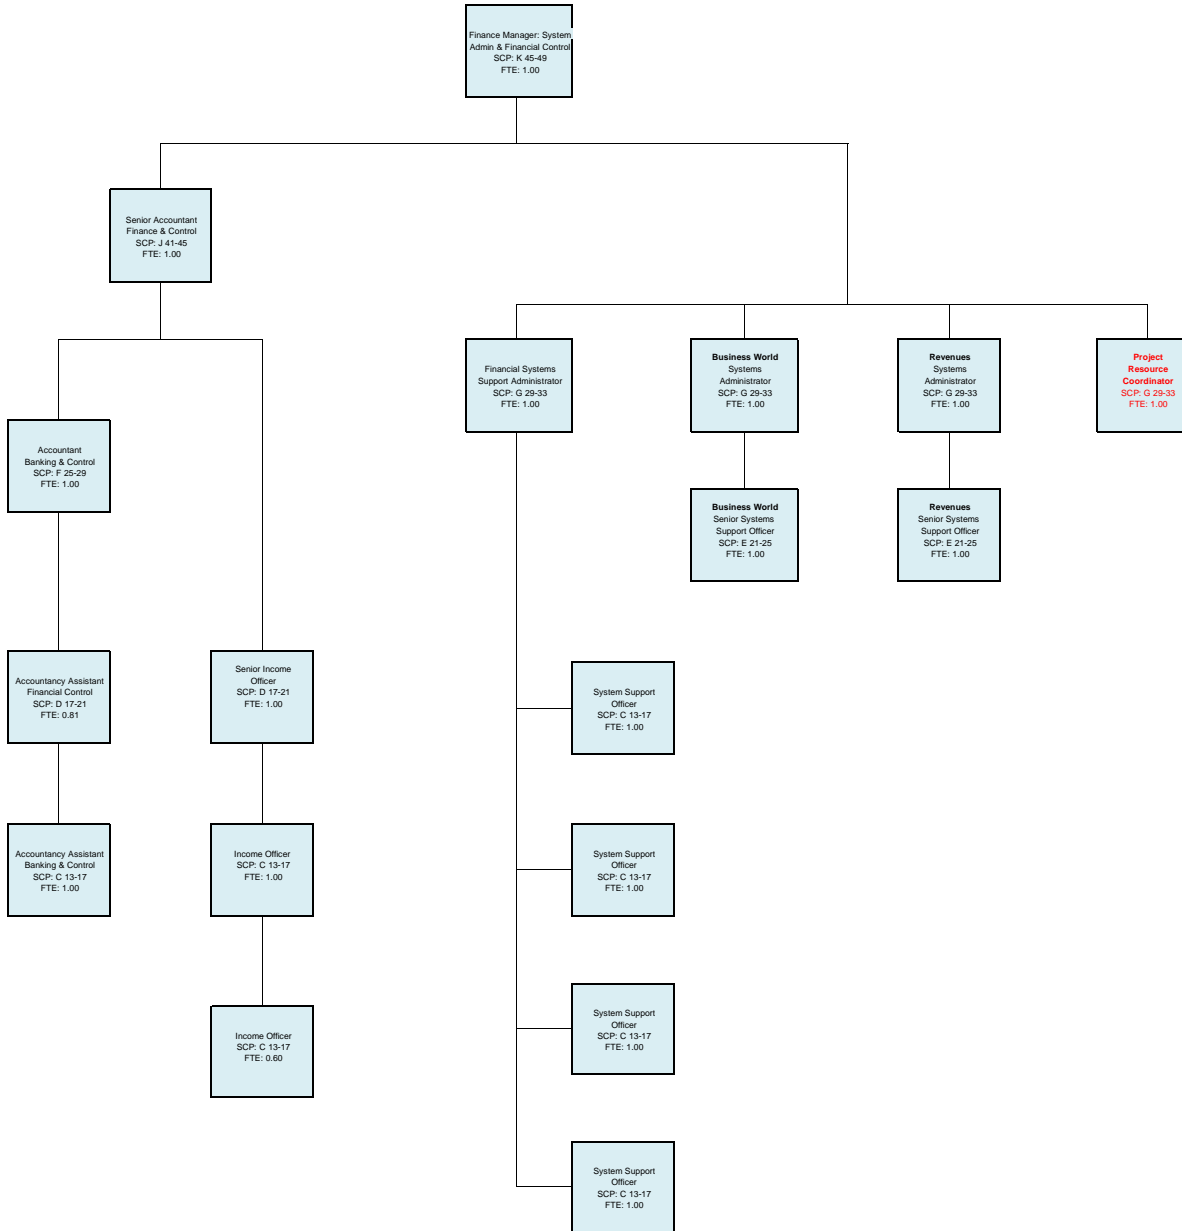 Finance Manager: System
Admin & Financial Control
SCP: K 45-49
FTE: 1.00
Senior Accountant
Finance & Control
SCP: J 41-45
FTE: 1.00
Financial Systems
Support Administrator
SCP: G 29-33
FTE: 1.00
Business World
Systems
Administrator
SCP: G 29-33
FTE: 1.00
Revenues
Systems
Administrator
SCP: G 29-33
FTE: 1.00
Project
Resource
Coordinator
SCP: G 29-33
FTE: 1.00
Accountant
Banking & Control
SCP: F 25-29
FTE: 1.00
Business World
Senior Systems
Support Officer
SCP: E 21-25
FTE: 1.00
Revenues
Senior Systems
Support Officer
SCP: E 21-25
FTE: 1.00
Accountancy Assistant
Financial Control
SCP: D 17-21
FTE: 0.81
Senior Income
Officer
SCP: D 17-21
FTE: 1.00
System Support
Officer
SCP: C 13-17
FTE: 1.00
Accountancy Assistant
Banking & Control
SCP: C 13-17
FTE: 1.00
Income Officer
SCP: C 13-17
FTE: 1.00
System Support
Officer
SCP: C 13-17
FTE: 1.00
Income Officer
SCP: C 13-17
FTE: 0.60
System Support
Officer
SCP: C 13-17
FTE: 1.00
System Support
Officer
SCP: C 13-17
FTE: 1.00